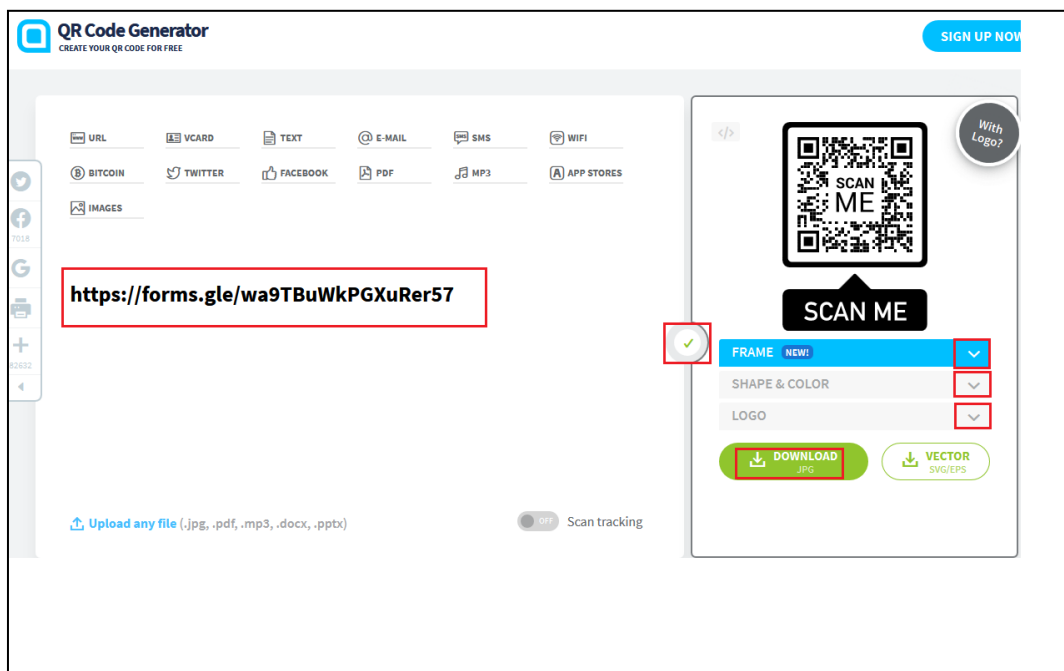 QR Code Generator
CREATE YOUR QR CODE FOR FREE
SIGN UP NOW
URL
VCARD
TEXT
E-MAIL
SMS
WIFI
BITCOIN
TWITTER
FACEBOOK
PDF
MP3
APP STORES
IMAGES
7018
82632
https://forms.gle/wa9TBuWkPGXuRer57
Upload any file (.jpg, .pdf, .mp3, .docx, .pptx)
OFF
Scan tracking
</>
With
Logo?
SCAN
ME
SCAN ME
FRAME NEW!
SHAPE & COLOR
LOGO
DOWNLOAD
JPG
VECTOR
SVG/EPS